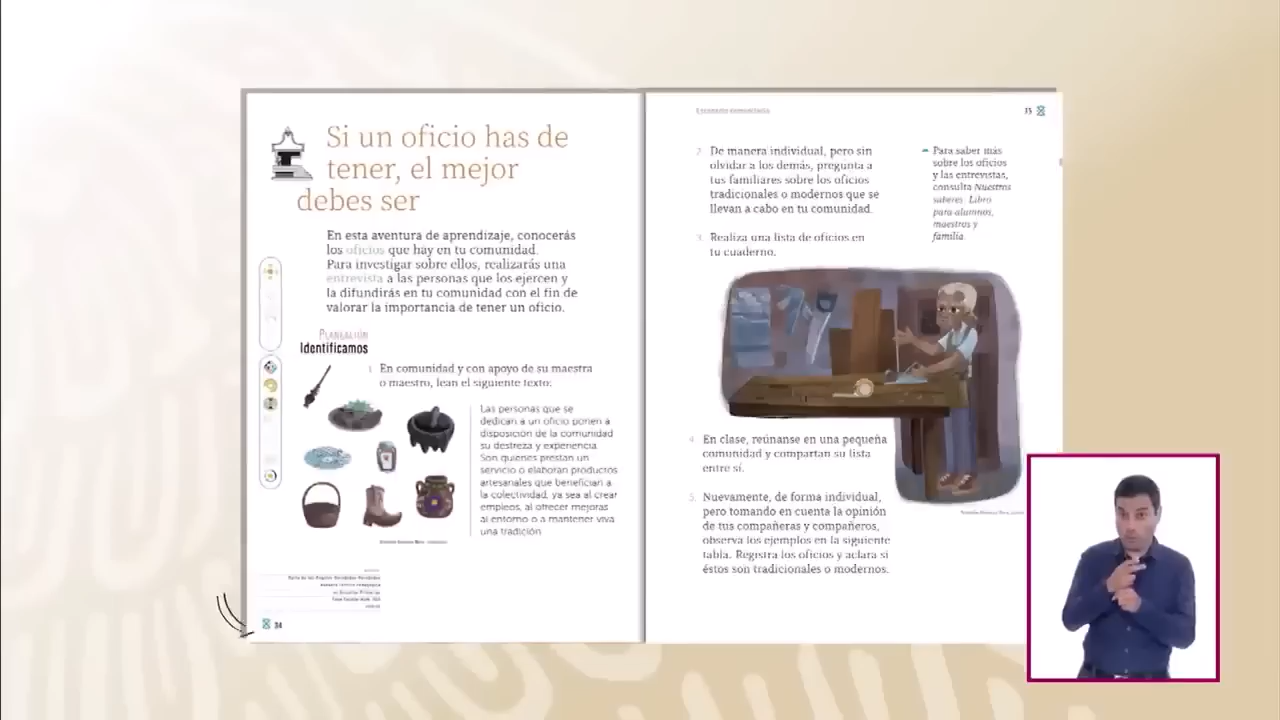 Si un oficio has de
tener, el mejor
debes ser
En esta aventura de aprendizaje, conocerás
los oficios que hay en tu comunidad.
Para investigar sobre ellos, realizarás una
entrevista a las personas que los ejercen y
la difundirás en tu comunidad con el fin de
valorar la importancia de tener un oficio.
Planeación
Identificamos
1. En comunidad y con apoyo de su maestra
o maestro, lean el siguiente texto.
Las personas que se
dedican a un oficio ponen a
disposición de la comunidad
su destreza y experiencia.
Son quienes prestan un
servicio o elaboran productos
artesanales que benefician a
la colectividad, ya sea al crear
empleos, al ofrecer mejoras
al entorno o a mantener viva
una tradición.
34
Escenario comunitario
35
2. De manera individual, pero sin
olvidar a los demás, pregunta a
tus familiares sobre los oficios
tradicionales o modernos que se
llevan a cabo en tu comunidad.
3. Realiza una lista de oficios en
tu cuaderno.
Para saber más
sobre los oficios
y las entrevistas,
consulta Nuestros
saberes. Libro
para alumnos,
maestros y
familia.
4. En clase, reúnanse en una pequeña
comunidad y compartan su lista
entre sí.
5. Nuevamente, de forma individual,
pero tomando en cuenta la opinión
de tus compañeras y compañeros,
observa los ejemplos en la siguiente
tabla. Registra los oficios y aclara si
éstos son tradicionales o modernos.